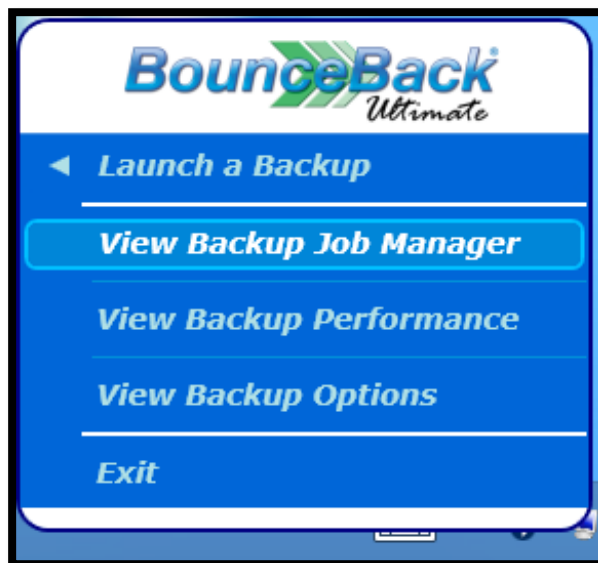 BounceBack®
Ultimate
Launch a Backup
View Backup Job Manager
View Backup Performance
View Backup Options
Exit